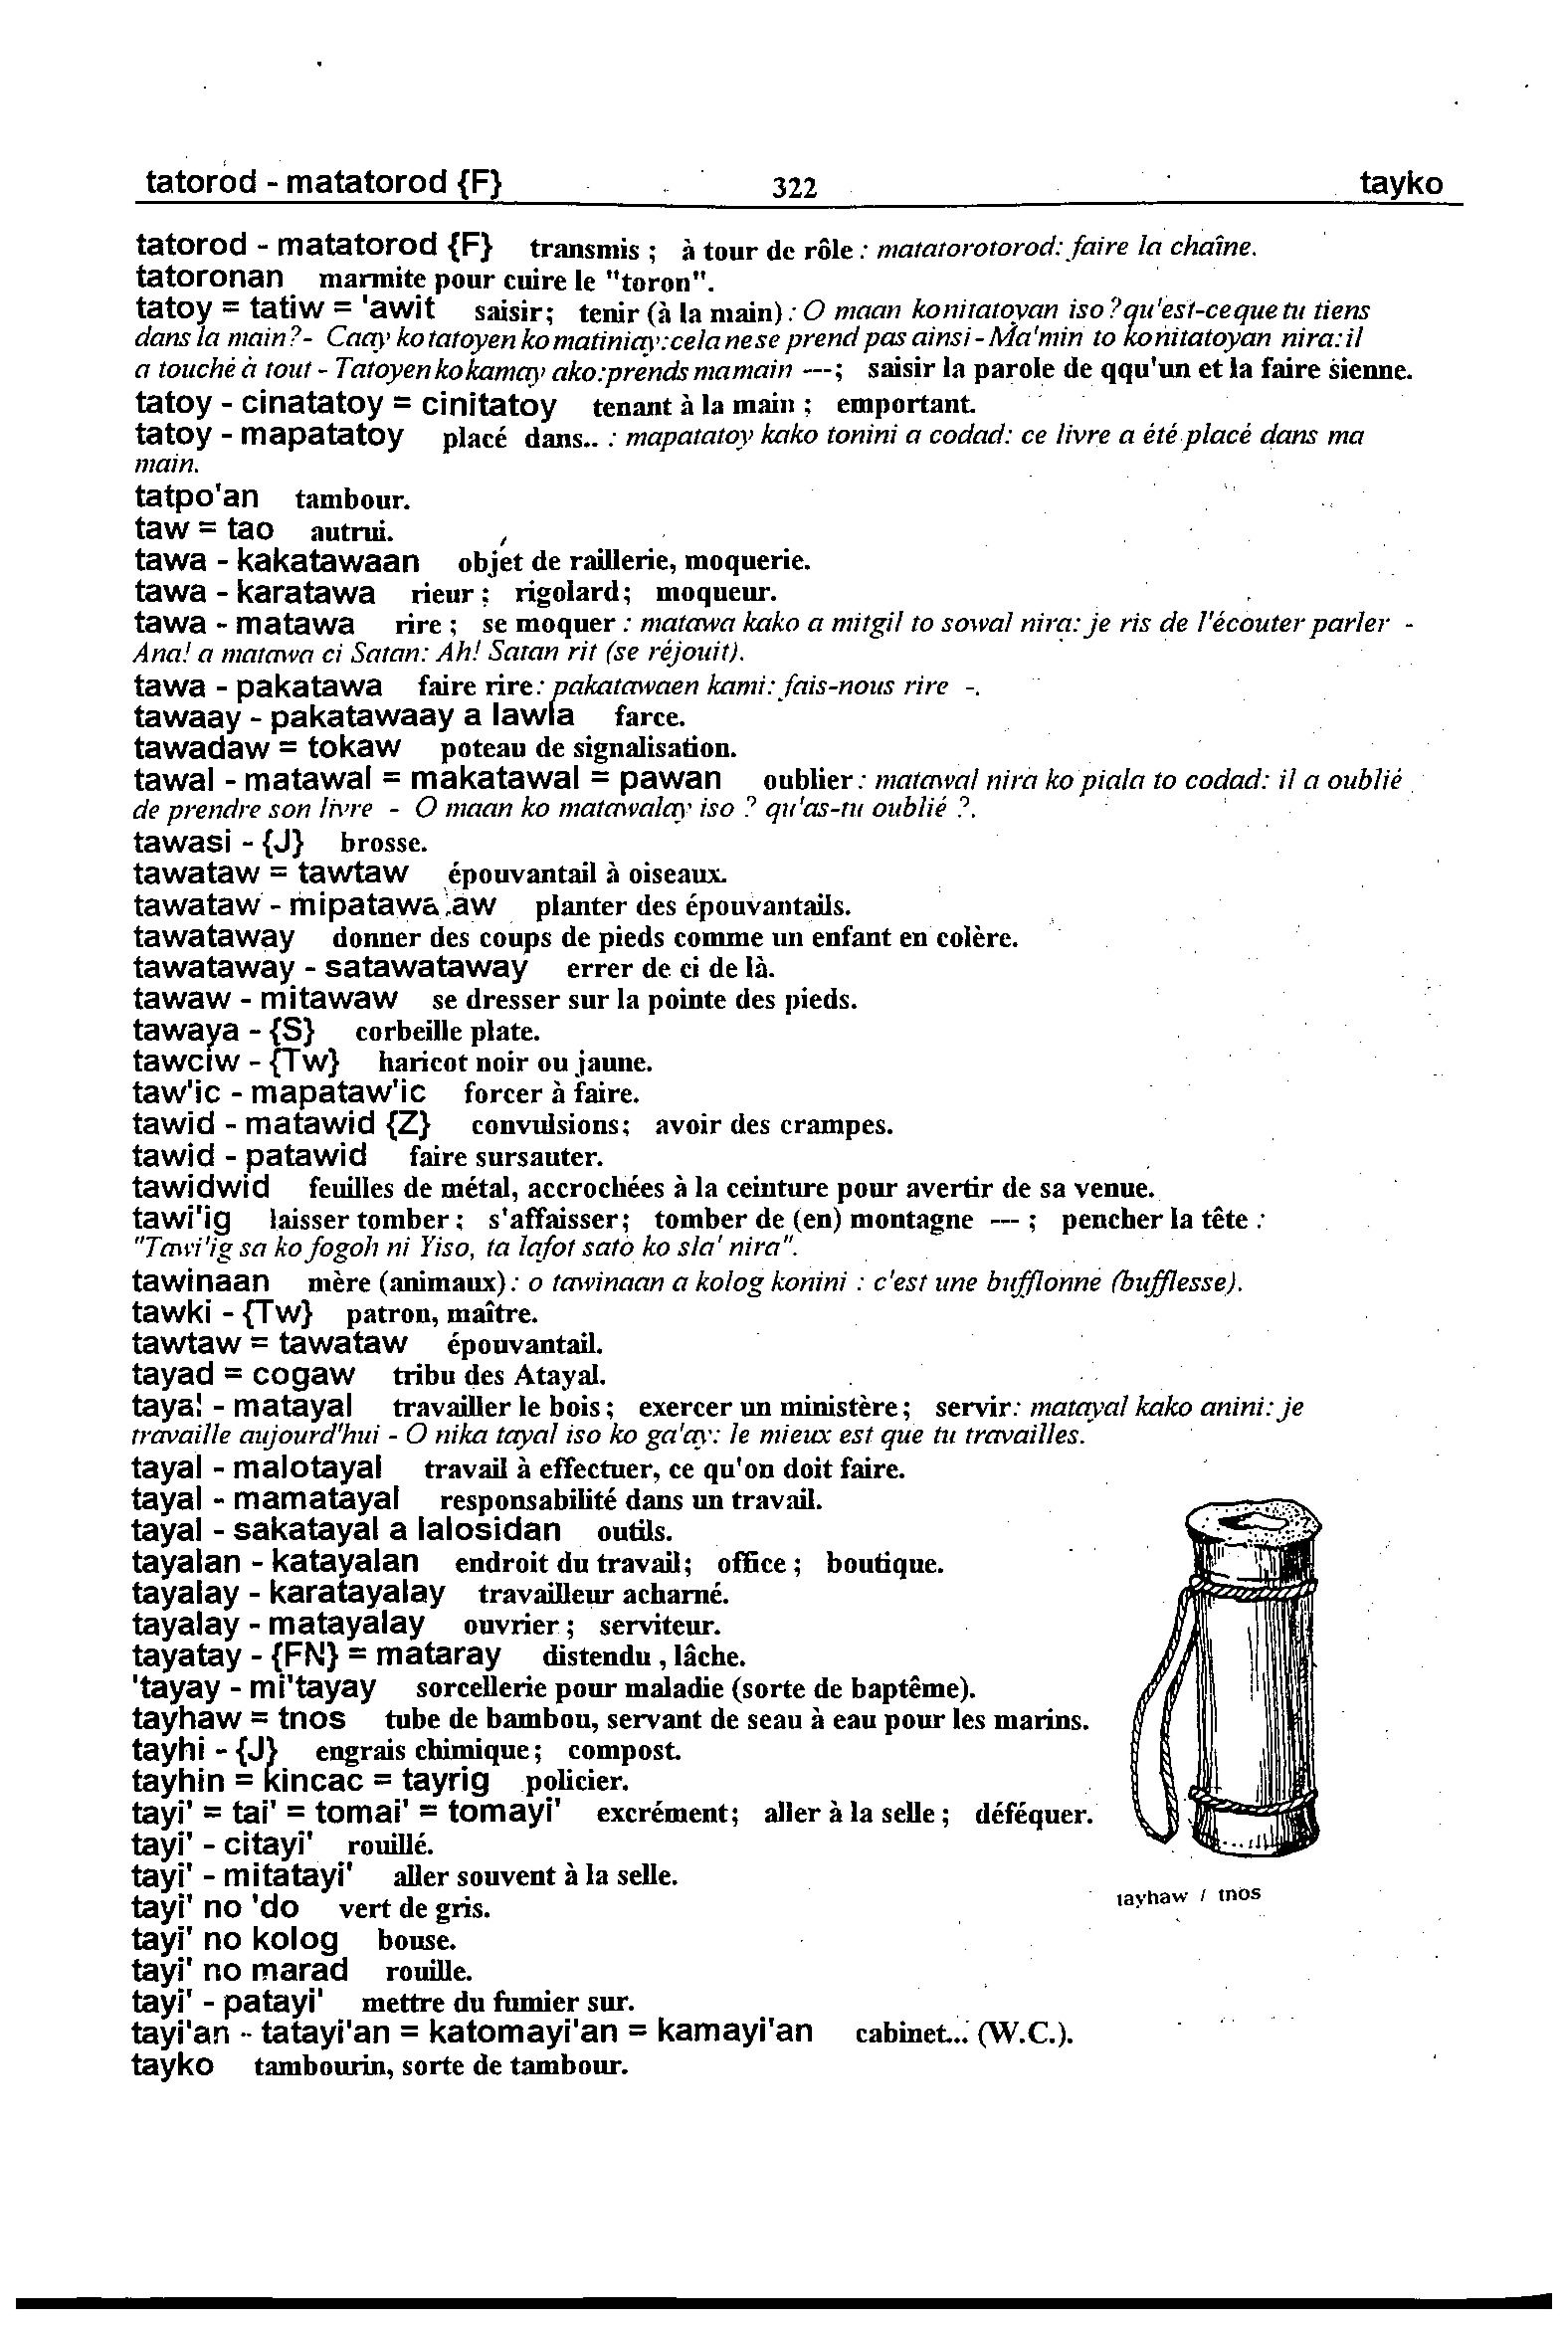 tatorod - matatorod {F} 322 tayko
tatorod - matatorod {F} transmis ; à tour de rôle : matatorotorod: faire la chaîne.
tatoronan marmite pour cuire le "toron".
tatoy = tatiw = 'awit saisir; tenir (à la main) : O maan konitatoyan iso ? qu'est-ce que tu tiens
dans la main ? - Caay ko tatoyen ko matiniay: cela ne se prend pas ainsi - Ma'min to konitatoyan nira: il
a touché à tout - Tatoyen ko kamay ako: prends ma main ---; saisir la parole de qqu'un et la faire sienne.
tatoy - cinatatoy = cinitatoy tenant à la main ; emportant.
tatoy - mapatatoy placé dans.. : mapatatoy kako tonini a codad: ce livre a été placé dans ma
main.
tatpo'an tambour.
taw = tao autrui.
tawa - kakatawaan objet de raillerie, moquerie.
tawa - karatawa rieur ; rigolard; moqueur.
tawa - matawa rire ; se moquer : matawa kako a mitgil to sowal nira: je ris de l'écouter parler -
Ana! a matawa ci Satan: Ah! Satan rit (se réjouit).
tawa - pakatawa faire rire : pakatawaen kami: fais-nous rire -.
tawaay - pakatawaay a lawla farce.
tawadaw = tokaw poteau de signalisation.
tawal - matawal = makatawal = pawan oublier : matawal nira ko piala to codad: il a oublié
de prendre son livre - O maan ko matawalay iso ? qu'as-tu oublié ?.
tawasi - {J} brosse.
tawataw = tawtaw épouvantail à oiseaux.
tawataw - mipatawataw planter des épouvantails.
tawataway donner des coups de pieds comme un enfant en colère.
tawataway - satawataway errer de ci de là.
tawaw - mitawaw se dresser sur la pointe des pieds.
tawaya - {S} corbeille plate.
tawciw - {Tw} haricot noir ou jaune.
taw'ic - mapataw'ic forcer à faire.
tawid - matawid {Z} convulsions; avoir des crampes.
tawid - patawid faire sursauter.
tawidwid feuilles de métal, accrochées à la ceinture pour avertir de sa venue.
tawi'ig laisser tomber ; s'affaisser; tomber de (en) montagne --- ; pencher la tête :
"Tawi'ig sa ko fogoh ni Yiso, ta lafot sato ko sla' nira".
tawinaan mère (animaux) : o tawinaan a kolog konini : c'est une bufflonne (bufflesse).
tawki - {Tw} patron, maître.
tawtaw = tawataw épouvantail.
tayad = cogaw tribu des Atayal.
tayal - matayal travailler le bois ; exercer un ministère ; servir : matayal kako anini: je
travaille aujourd'hui - O nika tayal iso ko ga'ay: le mieux est que tu travailles.
tayal - malotayal travail à effectuer, ce qu'on doit faire.
tayal - mamatayal responsabilité dans un travail.
tayal - sakatayal a lalosidan outils.
tayalan - katayalan endroit du travail; office ; boutique.
tayalay - karatayalay travailleur acharné.
tayalay - matayalay ouvrier ; serviteur.
tayatay - {FN} = mataray distendu , lâche.
'tayay - mi'tayay sorcellerie pour maladie (sorte de baptême).
tayhaw = tnos tube de bambou, servant de seau à eau pour les marins.
tayhi - {J} engrais chimique ; compost.
tayhin = kincac = tayrig policier.
tayi' = tai' = tomai' = tomayi' excrément; aller à la selle ; déféquer.
tayi' - citayi' rouillé.
tayi' - mitatayi' aller souvent à la selle.
tayi' no 'do vert de gris.
tayi' no kolog bouse.
tayi' no marad rouille.
tayi' - patayi' mettre du fumier sur.
tayi'an - tatayi'an = katomayi'an = kamayi'an cabinet... (W.C.).
tayko tambourin, sorte de tambour.
tayhaw / tnos